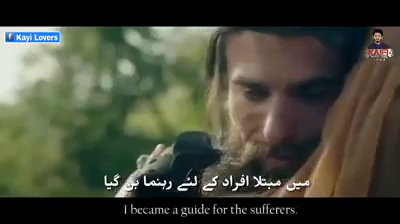 Kayi Lovers
میں مبتلا افراد کے لئے رہنما بن گیا
I became a guide for the sufferers.